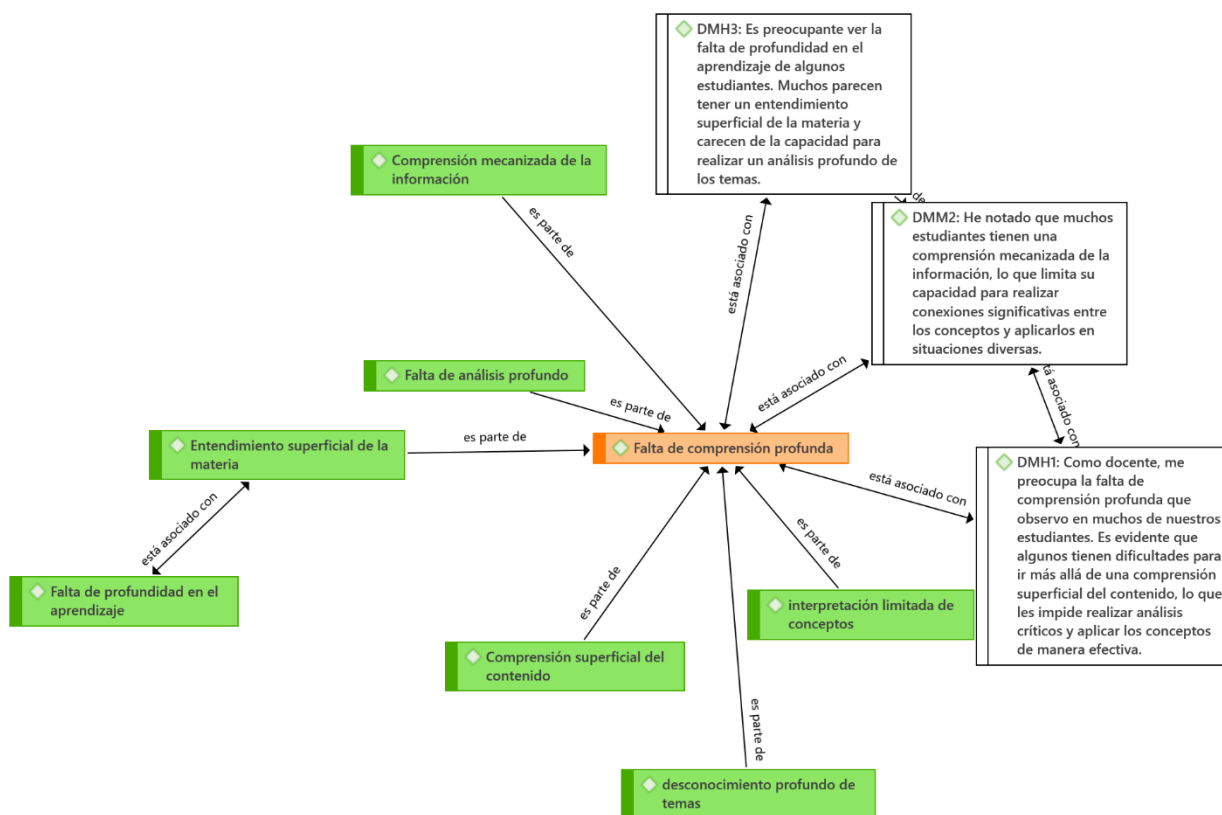 DMH3: Es preocupante ver la
falta de profundidad en el
aprendizaje de algunos
estudiantes. Muchos parecen
tener un entendimiento
superficial de la materia y
carecen de la capacidad para
realizar un análisis profundo de
los temas.
Comprensión mecanizada de la
información
es parte de
está asociado con
de
DMM2: He notado que muchos
estudiantes tienen una
comprensión mecanizada de la
información, lo que limita su
capacidad para realizar
conexiones significativas entre
los conceptos y aplicarlos en
situaciones diversas.
Falta de análisis profundo
es parte de
está asociado con
tá asociado con
Entendimiento superficial de la
materia
es parte de
Falta de comprensión profunda
está asociado con
DMH1: Como docente, me
preocupa la falta de
comprensión profunda que
observo en muchos de nuestros
estudiantes. Es evidente que
algunos tienen dificultades para
ir más allá de una comprensión
superficial del contenido, lo que
les impide realizar análisis
críticos y aplicar los conceptos
de manera efectiva.
está asociado con
Falta de profundidad en el
aprendizaje
es parte de
es parte de
interpretación limitada de
conceptos
Comprensión superficial del
contenido
es parte de
desconocimiento profundo de
temas